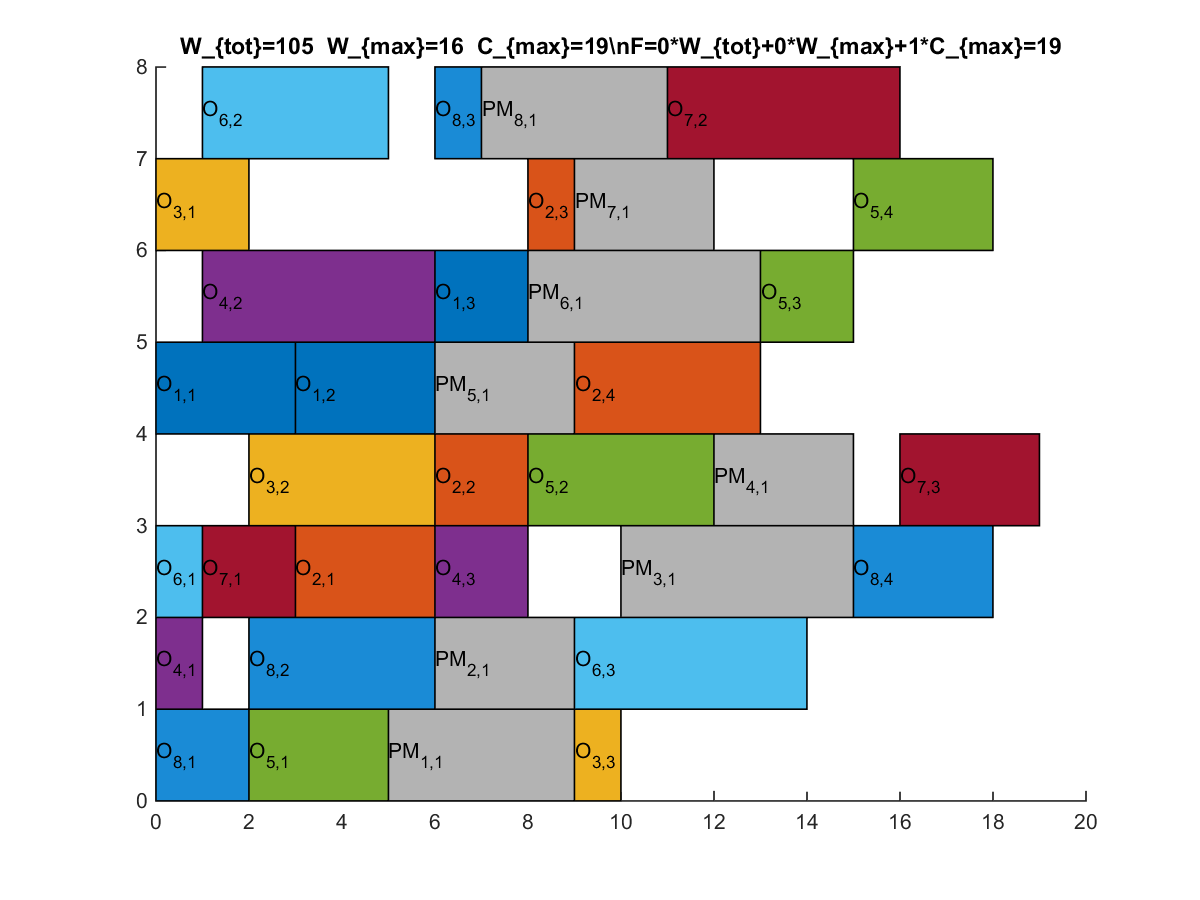 W_{tot}=105 W_{max}=16 C_{max}=19\nF=0*W_{tot}+0*W_{max}+1*C_{max}=19
8
O6,2 O8,3 PM8,1 O7,2
7
O3,1 O2,3 PM7,1 O5,4
6
O4,2 O1,3 PM6,1 O5,3
5
O1,1 O1,2 PM5,1 O2,4
4
O3,2 O2,2 O5,2 PM4,1 O7,3
3
O6,1 O7,1 O2,1 O4,3 PM3,1 O8,4
2
O4,1 O8,2 PM2,1 O6,3
1
O8,1 O5,1 PM1,1 O3,3
0
0 2 4 6 8 10 12 14 16 18 20